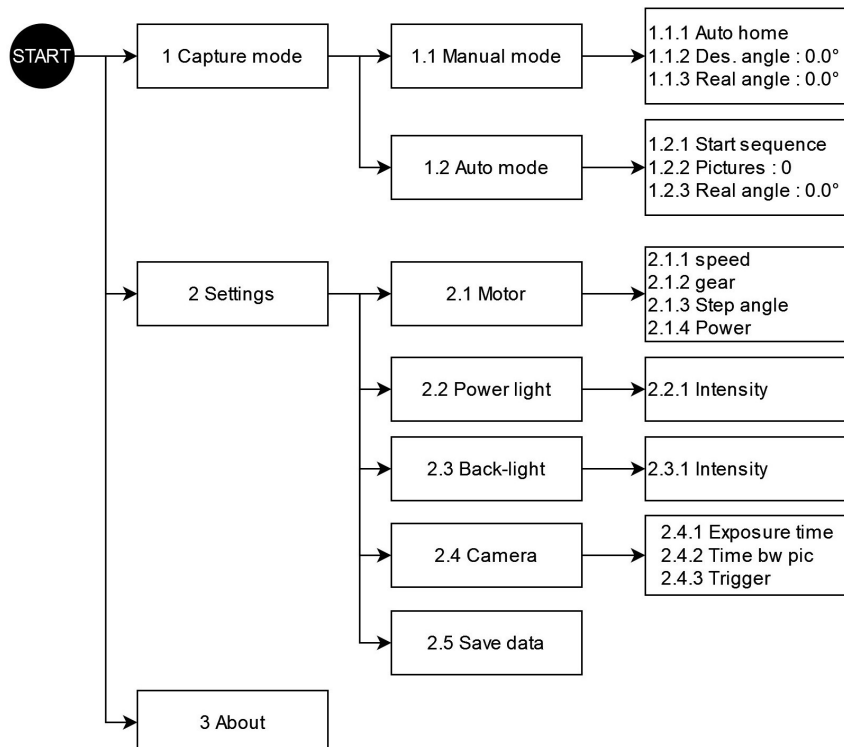 START
1 Capture mode
1.1 Manual mode
1.1.1 Auto home
1.1.2 Des. angle : 0.0°
1.1.3 Real angle : 0.0°
1.2 Auto mode
1.2.1 Start sequence
1.2.2 Pictures : 0
1.2.3 Real angle : 0.0°
2 Settings
2.1 Motor
2.1.1 speed
2.1.2 gear
2.1.3 Step angle
2.1.4 Power
2.2 Power light
2.2.1 Intensity
2.3 Back-light
2.3.1 Intensity
2.4 Camera
2.4.1 Exposure time
2.4.2 Time bw pic
2.4.3 Trigger
2.5 Save data
3 About